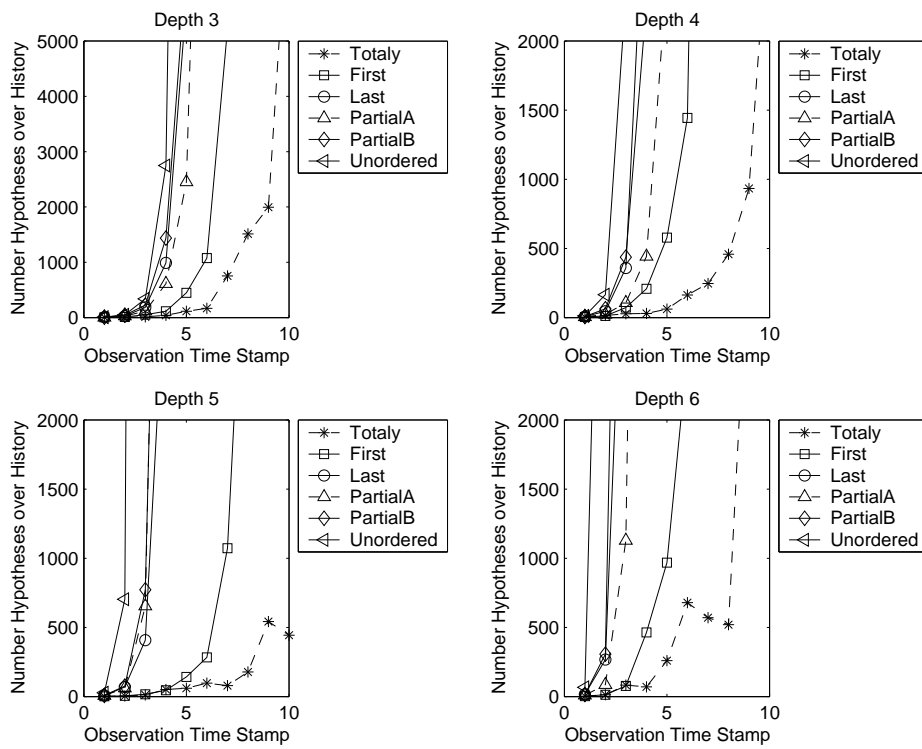 Depth 3
Number Hypotheses over History
5000
4000
3000
2000
1000
0
0
5
10
Observation Time Stamp
Totaly
First
Last
PartialA
PartialB
Unordered
Depth 4
Number Hypotheses over History
2000
1500
1000
500
0
0
5
10
Observation Time Stamp
Totaly
First
Last
PartialA
PartialB
Unordered
Depth 5
Number Hypotheses over History
2000
1500
1000
500
0
0
5
10
Observation Time Stamp
Totaly
First
Last
PartialA
PartialB
Unordered
Depth 6
Number Hypotheses over History
2000
1500
1000
500
0
0
5
10
Observation Time Stamp
Totaly
First
Last
PartialA
PartialB
Unordered